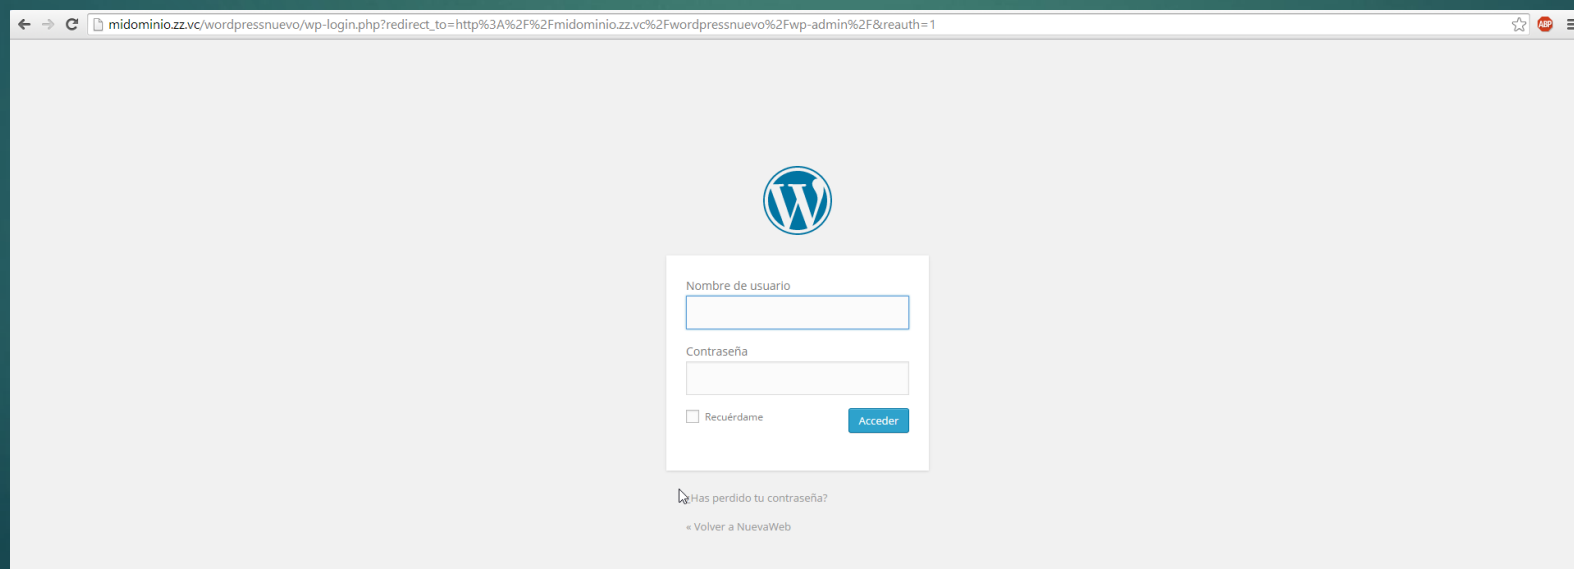 midominio.zz.vc/wordpressnuevo/wp-login.php?redirect_to=http%3A%2F%2Fmidominio.zz.vc%2Fwordpressnuevo%2Fwp-admin%2F&reauth=1
ABP
W
Nombre de usuario
Contraseña
Recuérdame
Acceder
¿Has perdido tu contraseña?
« Volver a NuevaWeb